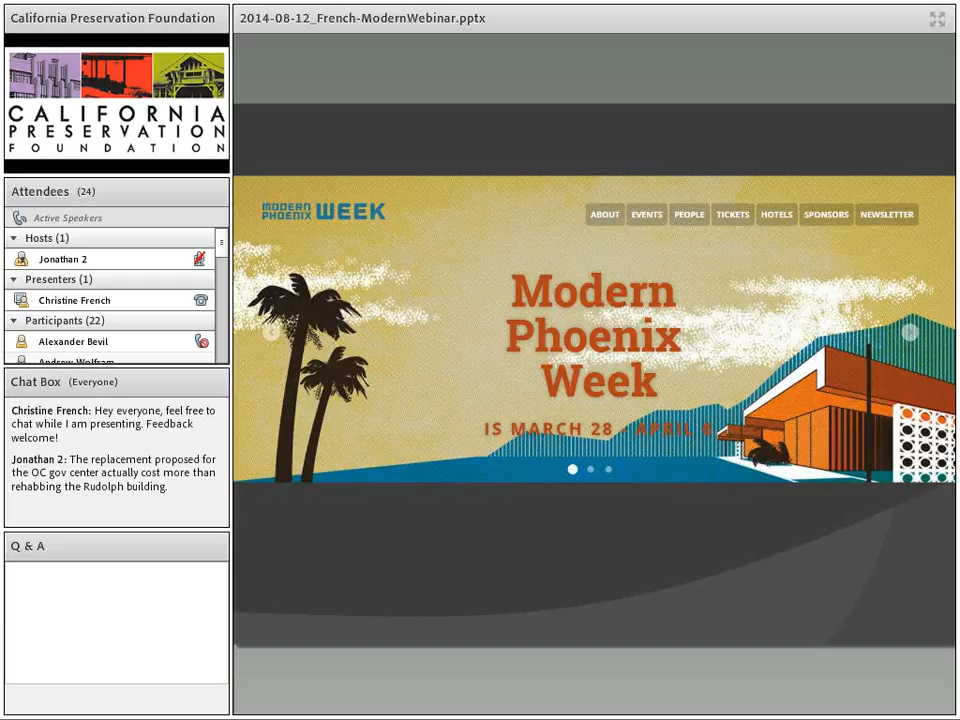 California Preservation Foundation
CALIFORNIA
PRESERVATION
FOUNDATION
Attendees (24)
Active Speakers
Hosts (1)
Jonathan 2
Presenters (1)
Christine French
Participants (22)
Alexander Bevil
Andrew Wolfram
Chat Box (Everyone)
Christine French: Hey everyone, feel free to
chat while I am presenting. Feedback
welcome!
Jonathan 2: The replacement proposed for
the OC gov center actually cost more than
rehabbing the Rudolph building.
Q & A
2014-08-12_French-ModernWebinar.pptx
MODERN
PHOENIX WEEK
ABOUT EVENTS PEOPLE TICKETS HOTELS SPONSORS NEWSLETTER
Modern
Phoenix
Week
IS MARCH 28 - APRIL 6